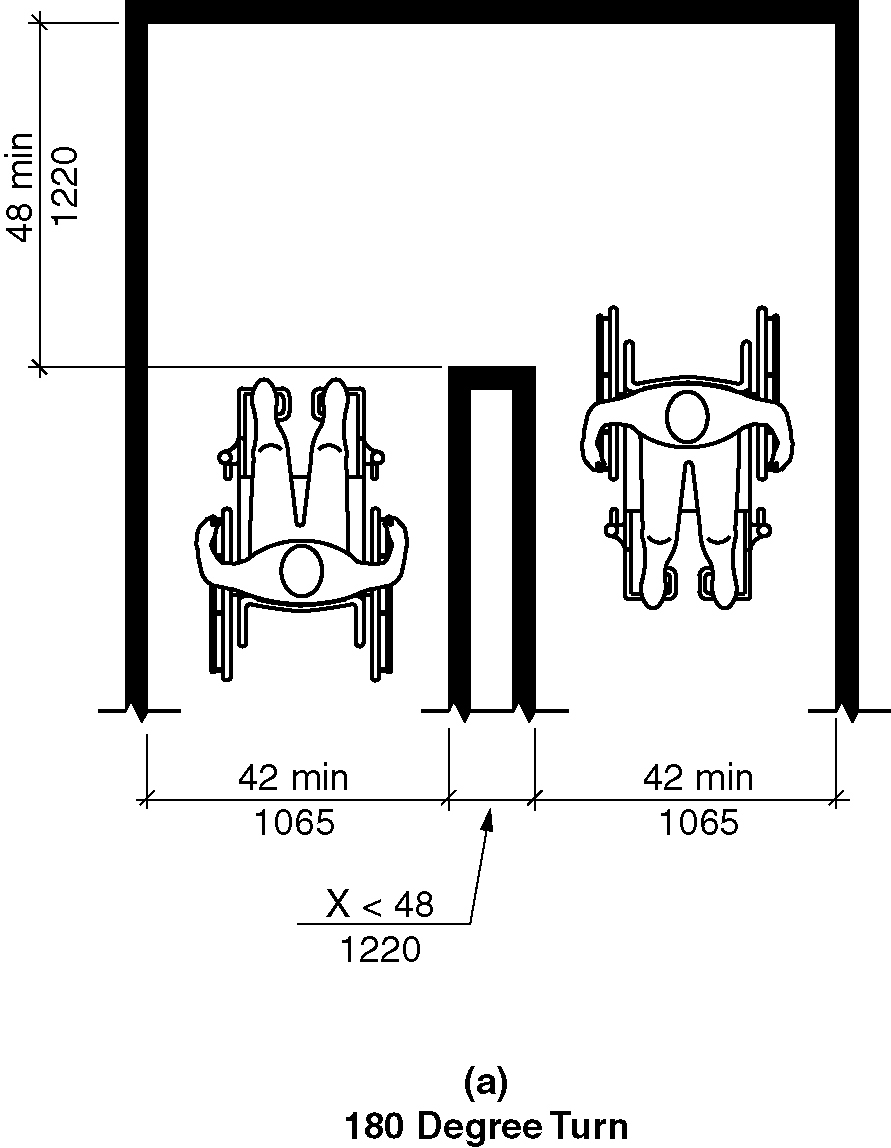 48 min
1220
42 min
1065
42 min
1065
X < 48
1220
(a)
180 Degree Turn